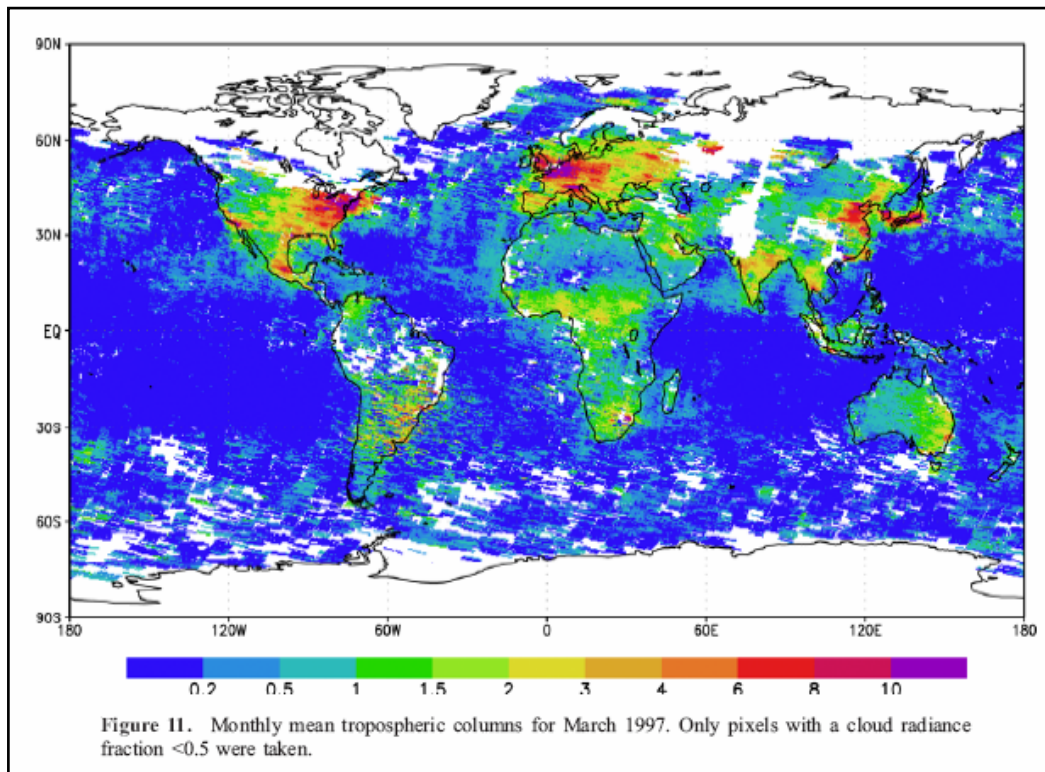 90N
60N
30N
EQ
30S
60S
90S
180 120W 60W 0 60E 120E 180
0.2 0.5 1 1.5 2 3 4 6 8 10
Figure 11. Monthly mean tropospheric columns for March 1997. Only pixels with a cloud radiance
fraction <0.5 were taken.